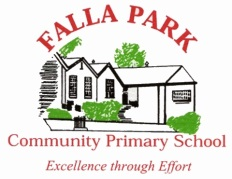 FALLA PARK
Community Primary School
Excellence through Effort